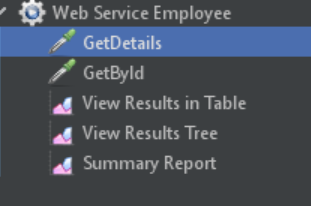 Web Service Employee
GetDetails
GetById
View Results in Table
View Results Tree
Summary Report